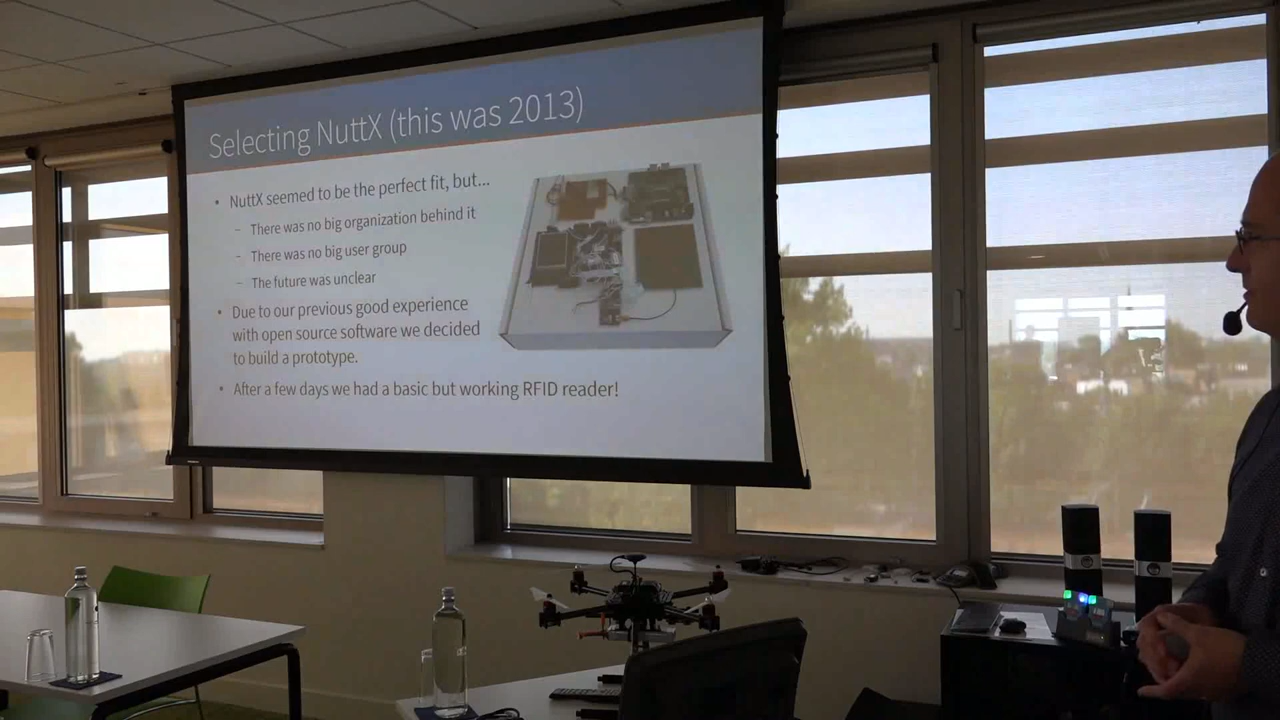 Selecting NuttX (this was 2013)
• NuttX seemed to be the perfect fit, but...
– There was no big organization behind it
– There was no big user group
– The future was unclear
• Due to our previous good experience
with open source software we decided
to build a prototype.
• After a few days we had a basic but working RFID reader!